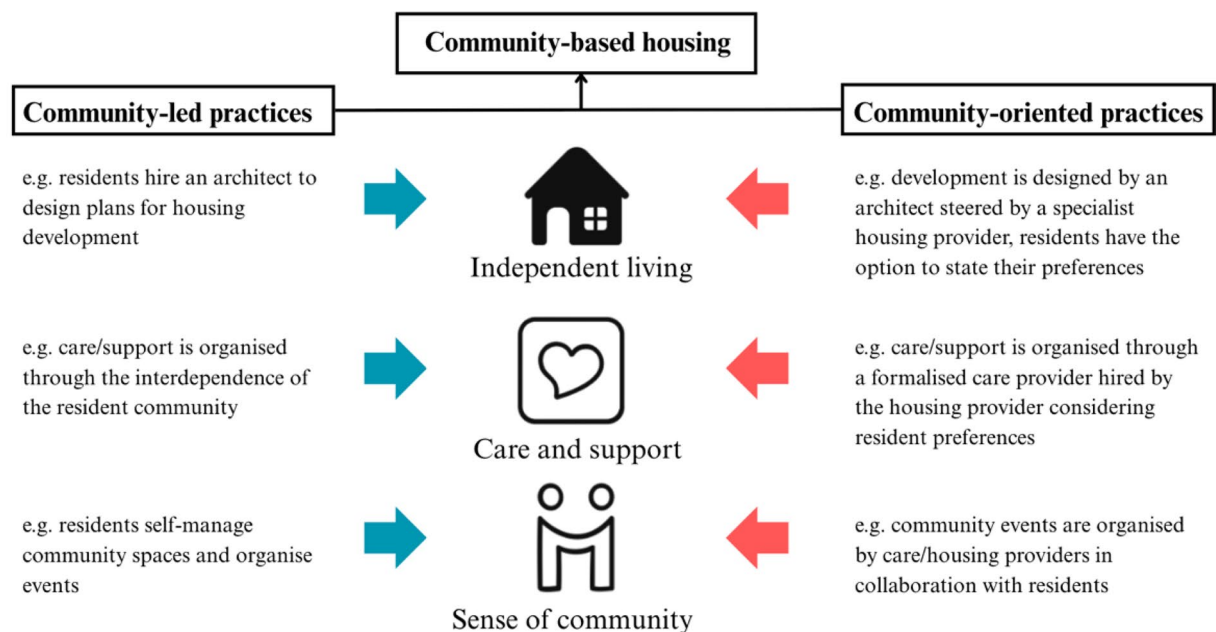 Community-based housing
Community-led practices
Community-oriented practices
e.g. residents hire an architect to
design plans for housing
development
Independent living
e.g. development is designed by an
architect steered by a specialist
housing provider, residents have the
option to state their preferences
e.g. care/support is organised
through the interdependence of
the resident community
Care and support
e.g. care/support is organised through
a formalised care provider hired by
the housing provider considering
resident preferences
e.g. residents self-manage
community spaces and organise
events
Sense of community
e.g. community events are organised
by care/housing providers in
collaboration with residents